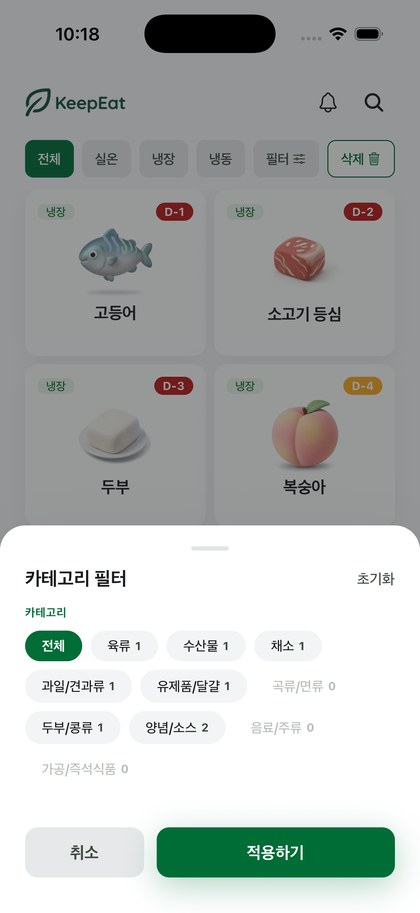 10:18
KeepEat
전체 실온 냉장 냉동 필터 삭제
냉장 D-1 냉장 D-2
고등어 소고기 등심
냉장 D-3 냉장 D-4
두부 복숭아
카테고리 필터 초기화
카테고리
전체 육류 1 수산물 1 채소 1
과일/견과류 1 유제품/달걀 1 곡류/면류 0
두부/콩류 1 양념/소스 2 음료/주류 0
가공/즉석식품 0
취소 적용하기